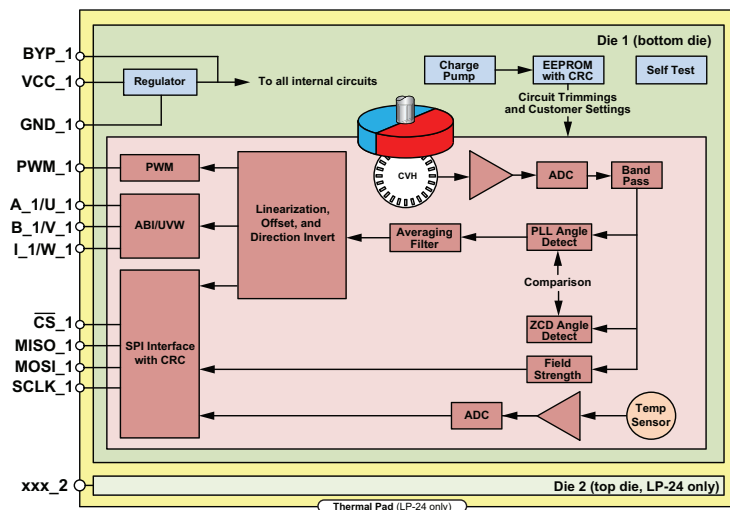 Die 1 (bottom die)
BYP_1
VCC_1
GND_1
Regulator
To all internal circuits
Charge
Pump
EEPROM
with CRC
Self Test
Circuit Trimmings
and Customer Settings
PWM_1
PWM
A_1/U_1
B_1/V_1
I_1/W_1
ABI/UVW
Linearization,
Offset, and
Direction Invert
CVH
ADC
Band
Pass
Averaging
Filter
PLL Angle
Detect
Comparison
ZCD Angle
Detect
CS_1
MISO_1
MOSI_1
SCLK_1
SPI Interface
with CRC
Field
Strength
ADC
Temp
Sensor
xxx_2
Die 2 (top die, LP-24 only)
Thermal Pad (LP-24 only)